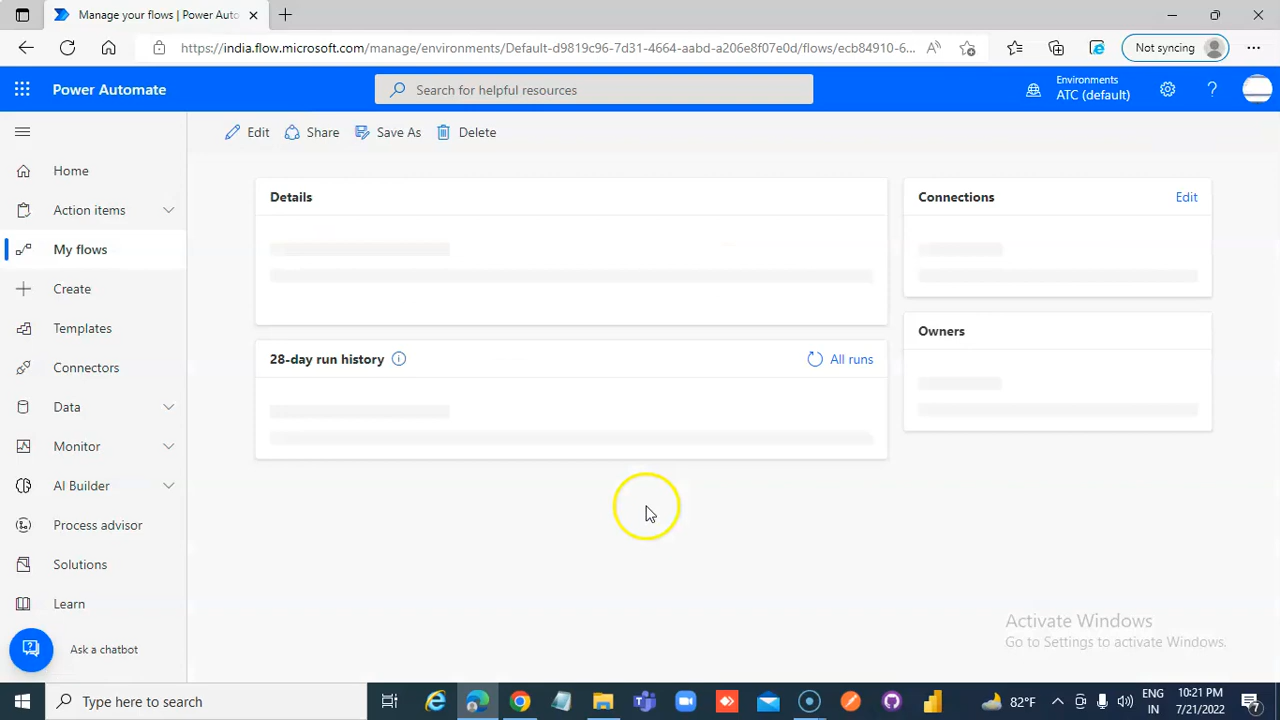 Manage your flows | Power Auto
https://india.flow.microsoft.com/manage/environments/Default-d9819c96-7d31-4664-aabd-a206e8f07e0d/flows/ecb84910-6...
Not syncing
Power Automate
Search for helpful resources
Environments
ATC (default)
Edit
Share
Save As
Delete
Home
Action items
My flows
Create
Templates
Connectors
Data
Monitor
AI Builder
Process advisor
Solutions
Learn
Ask a chatbot
Details
Connections
Edit
28-day run history
All runs
Owners
Activate Windows
Go to Settings to activate Windows.
Type here to search
82°F
ENG
IN
10:21 PM
7/21/2022
7